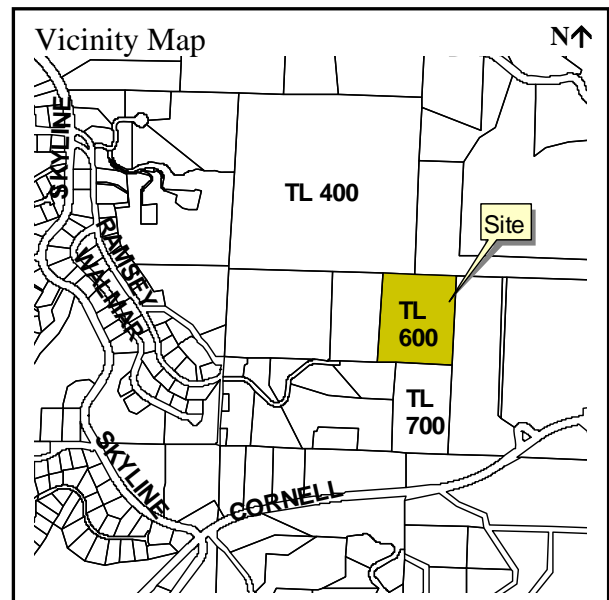 Vicinity Map
N↑
SKYLINE
TL 400
Site
RAMSEY
WALMAR
TL
600
TL
700
SKYLINE
CORNELL